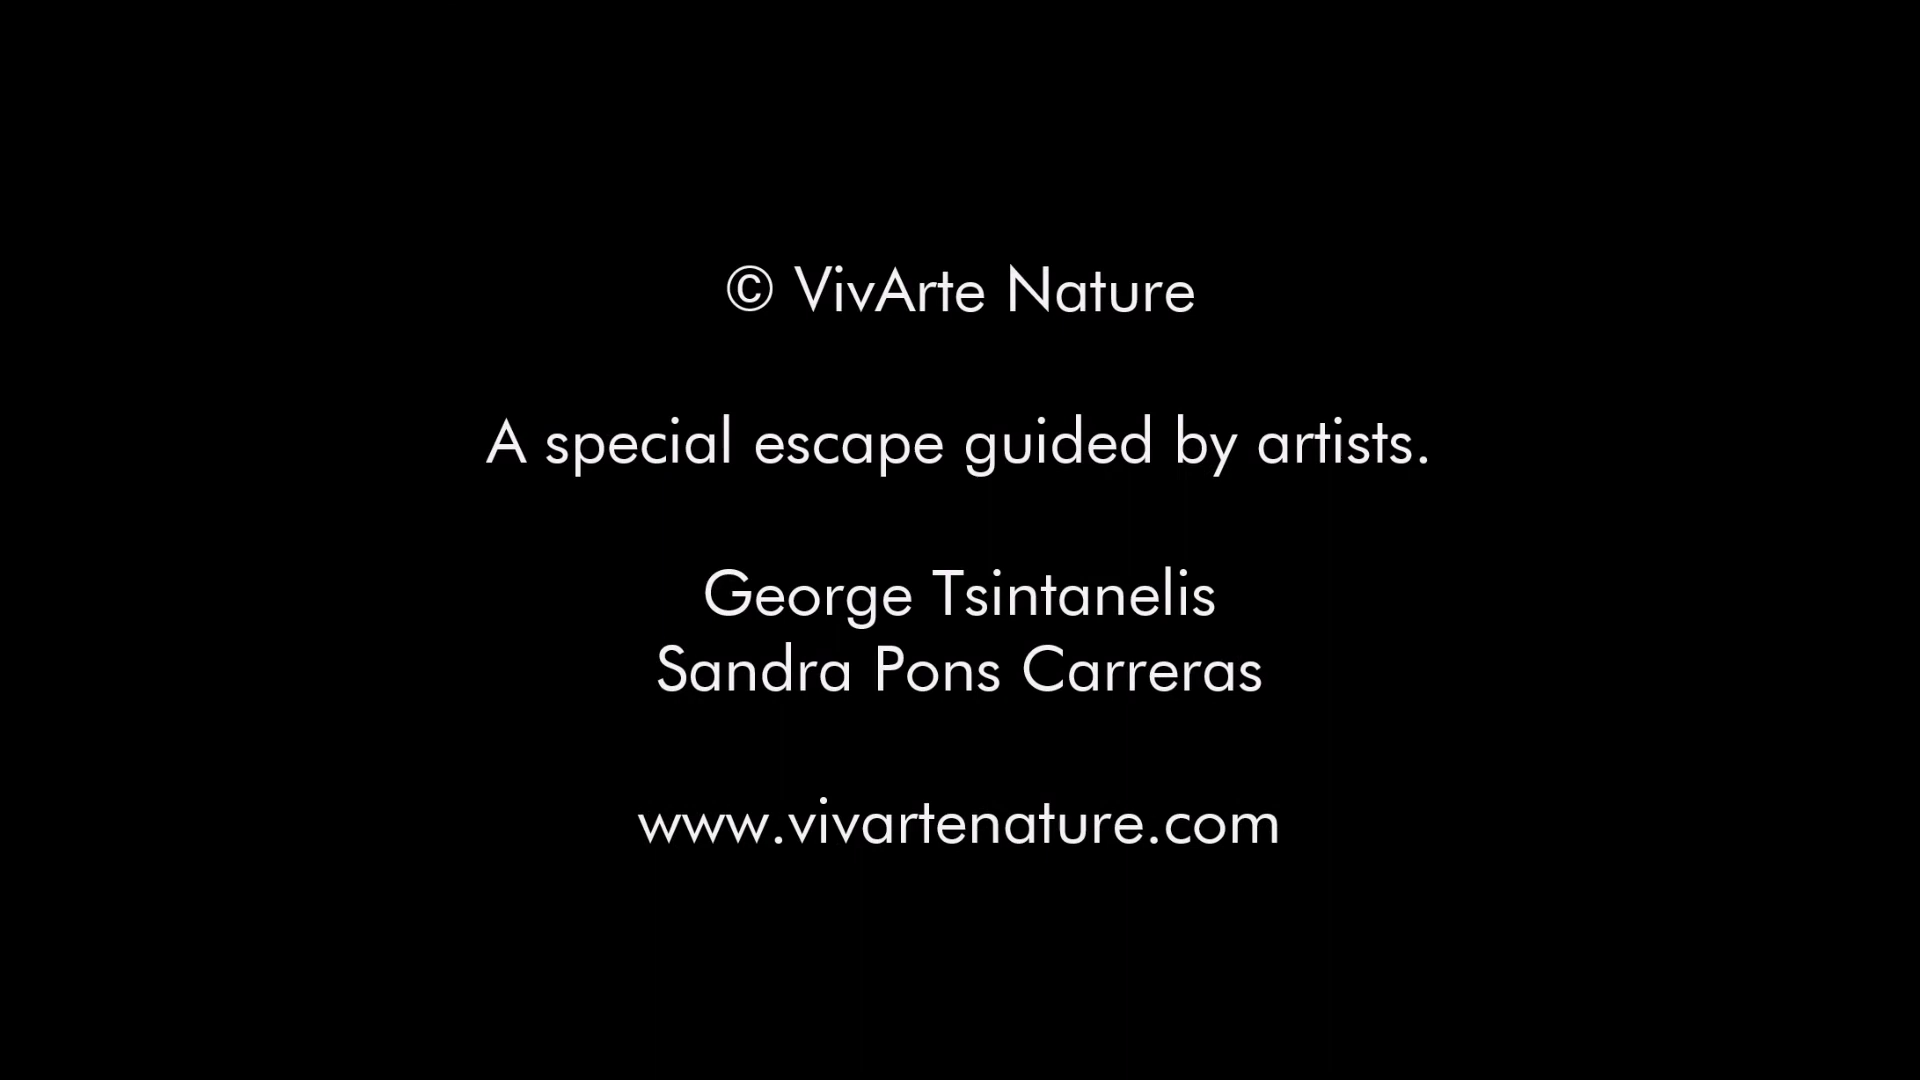 © VivArte Nature
A special escape guided by artists.
George Tsintanelis
Sandra Pons Carreras
www.vivartenature.com